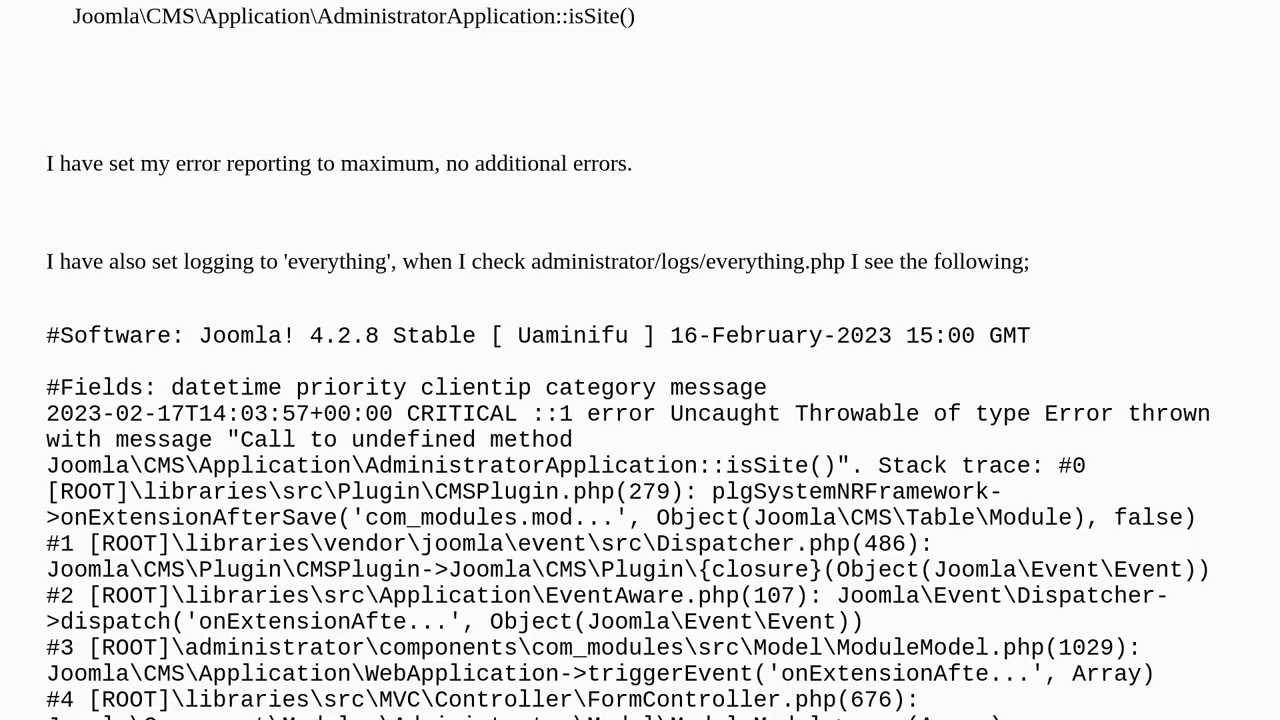 Joomla\CMS\Application\AdministratorApplication::isSite()
I have set my error reporting to maximum, no additional errors.
I have also set logging to 'everything', when I check administrator/logs/everything.php I see the following;
#Software: Joomla! 4.2.8 Stable [ Uaminifu ] 16-February-2023 15:00 GMT
#Fields: datetime priority clientip category message
2023-02-17T14:03:57+00:00 CRITICAL ::1 error Uncaught Throwable of type Error thrown
with message "Call to undefined method
Joomla\CMS\Application\AdministratorApplication::isSite()". Stack trace: #0
[ROOT]\libraries\src\Plugin\CMSPlugin.php(279): plgSystemNRFramework-
>onExtensionAfterSave('com_modules.mod...', Object(Joomla\CMS\Table\Module), false)
#1 [ROOT]\libraries\vendor\joomla\event\src\Dispatcher.php(486):
Joomla\CMS\Plugin\CMSPlugin->Joomla\CMS\Plugin\{closure}(Object(Joomla\Event\Event))
#2 [ROOT]\libraries\src\Application\EventAware.php(107): Joomla\Event\Dispatcher-
>dispatch('onExtensionAfte...', Object(Joomla\Event\Event))
#3 [ROOT]\administrator\components\com_modules\src\Model\ModuleModel.php(1029):
Joomla\CMS\Application\WebApplication->triggerEvent('onExtensionAfte...', Array)
#4 [ROOT]\libraries\src\MVC\Controller\FormController.php(676):